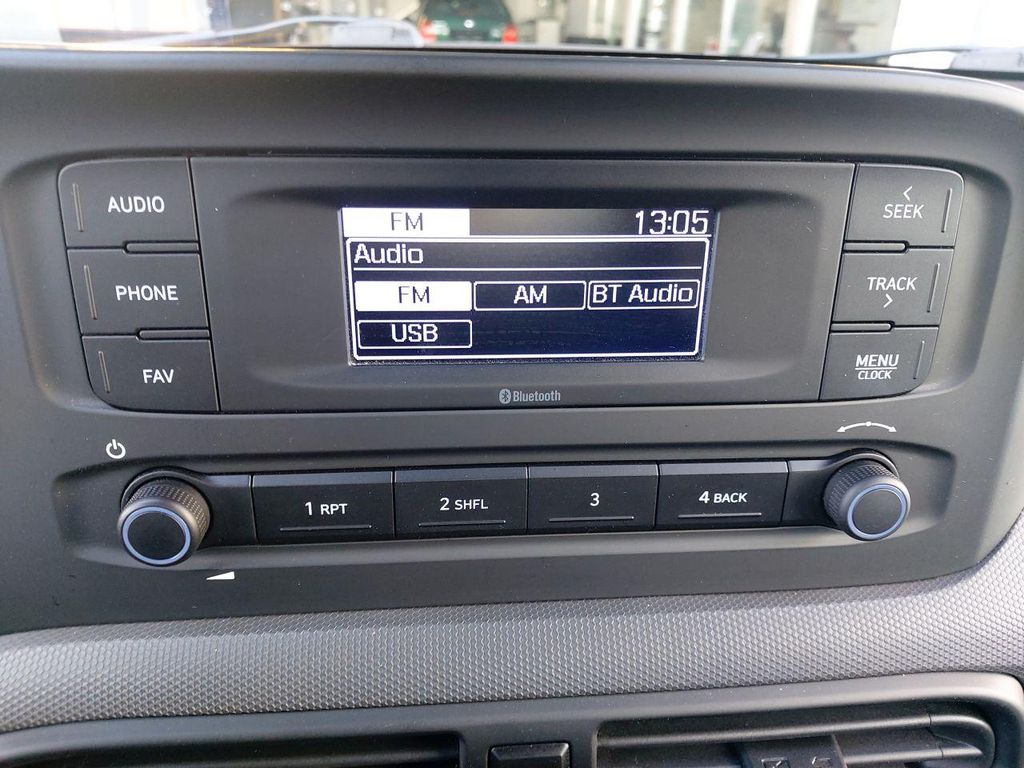 AUDIO
PHONE
FAV
FM 13:05
Audio
FM AM BT Audio
USB
Bluetooth
SEEK
TRACK
MENU
CLOCK
1 RPT 2 SHFL 3 4 BACK